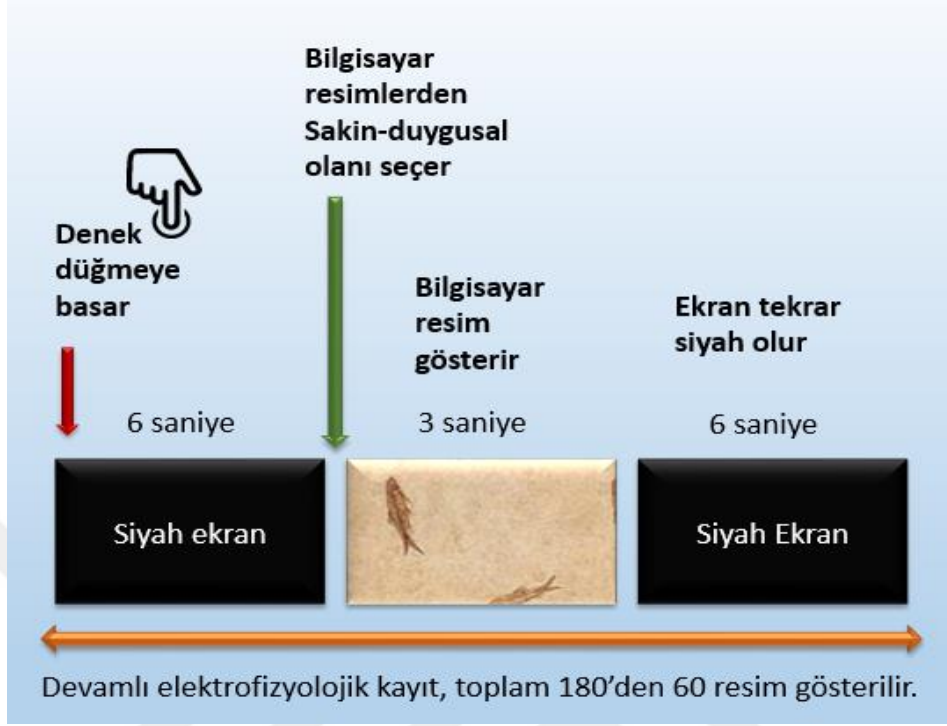 Bilgisayar
resimlerden
Sakin-duygusal
olanı seçer
Denek
düğmeye
basar
Bilgisayar
resim
gösterir
Ekran tekrar
siyah olur
6 saniye
3 saniye
6 saniye
Siyah ekran
Siyah Ekran
Devamlı elektrofizyolojik kayıt, toplam 180’den 60 resim gösterilir.